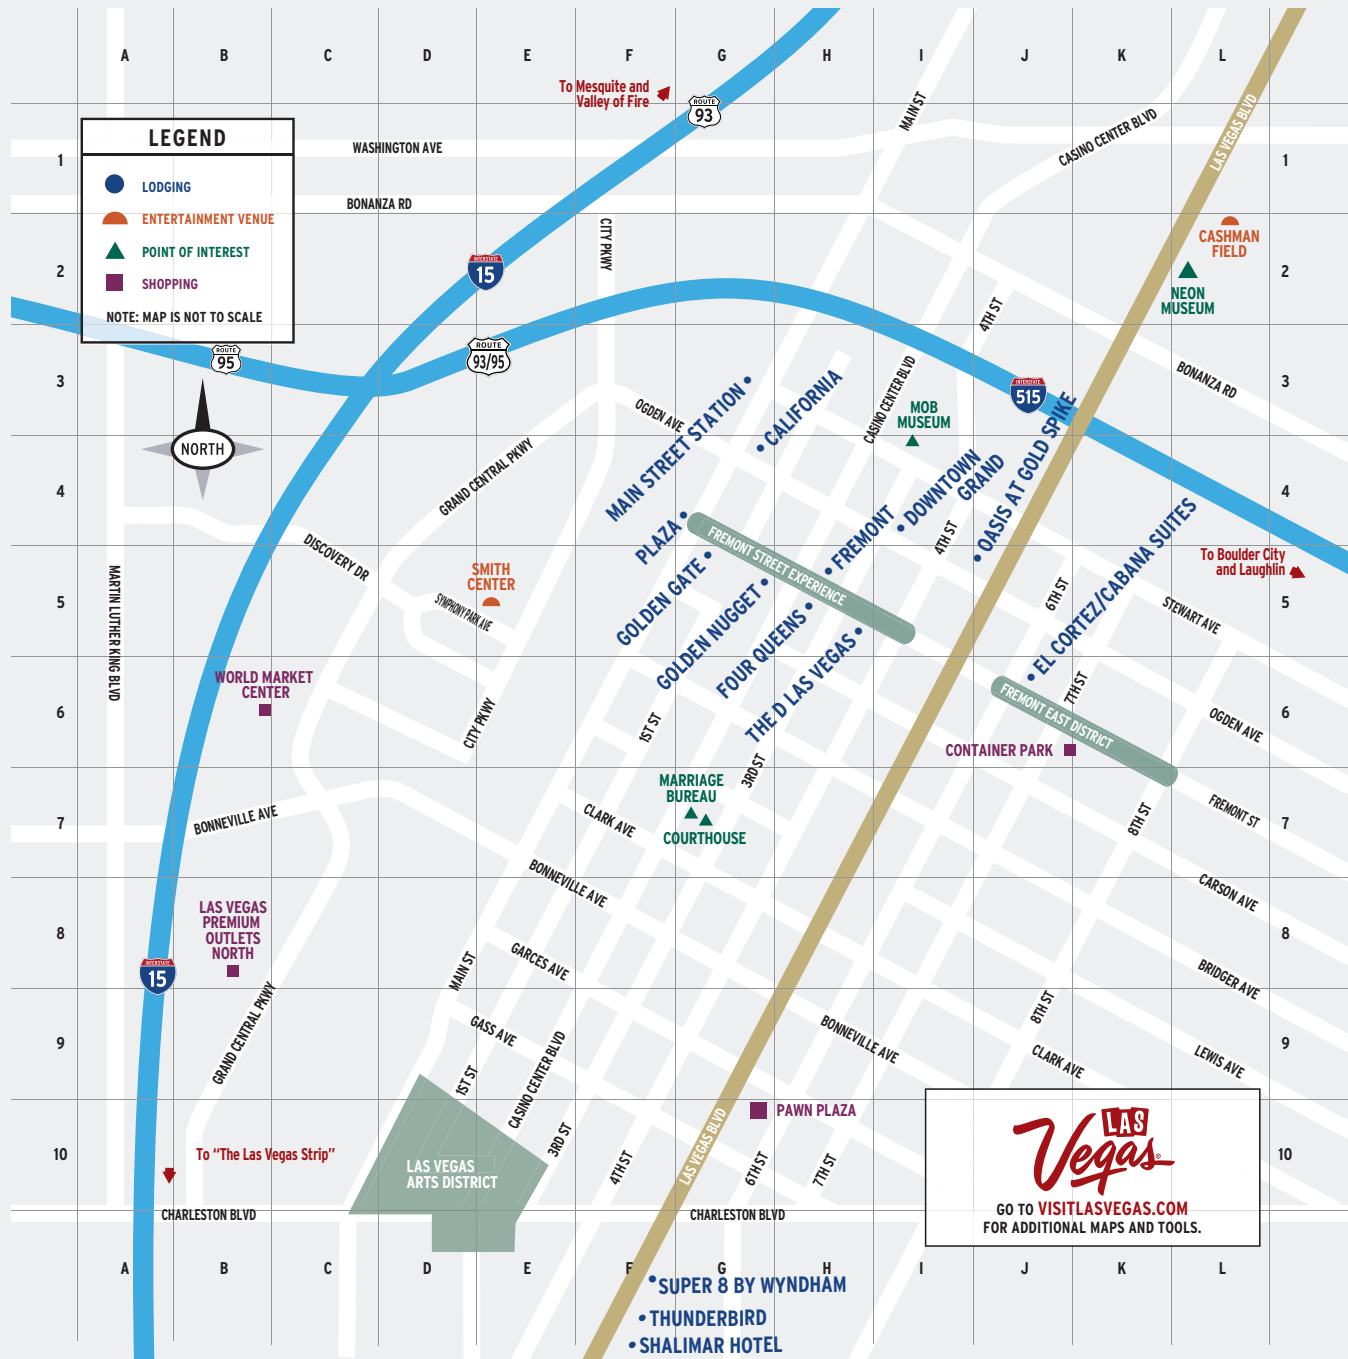 A B C D E F G H I J K L
To Mesquite and
Valley of Fire
ROUTE
93
MAIN ST
CASINO CENTER BLVD
LAS VEGAS BLVD
LEGEND
LODGING
ENTERTAINMENT VENUE
POINT OF INTEREST
SHOPPING
NOTE: MAP IS NOT TO SCALE
1
WASHINGTON AVE
1
BONANZA RD
CITY PKWY
CASHMAN
FIELD
2
INTERSTATE
15
2
NEON
MUSEUM
4TH ST
ROUTE
95
ROUTE
93/95
3
OGDEN AVE
MAIN STREET STATION
CALIFORNIA
CASINO CENTER BLVD
MOB
MUSEUM
INTERSTATE
515
BONANZA RD
3
NORTH
GRAND CENTRAL PKWY
4
DOWNTOWN
GRAND
OASIS AT GOLD SPIKE
4
PLAZA
FREMONT STREET EXPERIENCE
FREMONT
4TH ST
DISCOVERY DR
To Boulder City
and Laughlin
MARTIN LUTHER KING BLVD
SMITH
CENTER
SYMPHONY PARK AVE
5
GOLDEN GATE
GOLDEN NUGGET
FOUR QUEENS
THE D LAS VEGAS
6TH ST
EL CORTEZ/CABANA SUITES
STEWART AVE
5
WORLD MARKET
CENTER
6
CITY PKWY
1ST ST
7TH ST
FREMONT EAST DISTRICT
OGDEN AVE
6
CONTAINER PARK
3RD ST
MARRIAGE
BUREAU
COURTHOUSE
7
BONNEVILLE AVE
CLARK AVE
8TH ST
FREMONT ST
7
BONNEVILLE AVE
CARSON AVE
LAS VEGAS
PREMIUM
OUTLETS
NORTH
8
8
GARCES AVE
MAIN ST
BRIDGER AVE
INTERSTATE
15
GRAND CENTRAL PKWY
9
GASS AVE
8TH ST
BONNEVILLE AVE
CLARK AVE
LEWIS AVE
9
1ST ST
CASINO CENTER BLVD
PAWN PLAZA
3RD ST
4TH ST
LAS VEGAS BLVD
6TH ST
7TH ST
10
To “The Las Vegas Strip”
LAS VEGAS
ARTS DISTRICT
10
LAS
Vegas®
GO TO VISITLASVEGAS.COM
FOR ADDITIONAL MAPS AND TOOLS.
CHARLESTON BLVD
CHARLESTON BLVD
A B C D E F G H I J K L
SUPER 8 BY WYNDHAM
THUNDERBIRD
SHALIMAR HOTEL